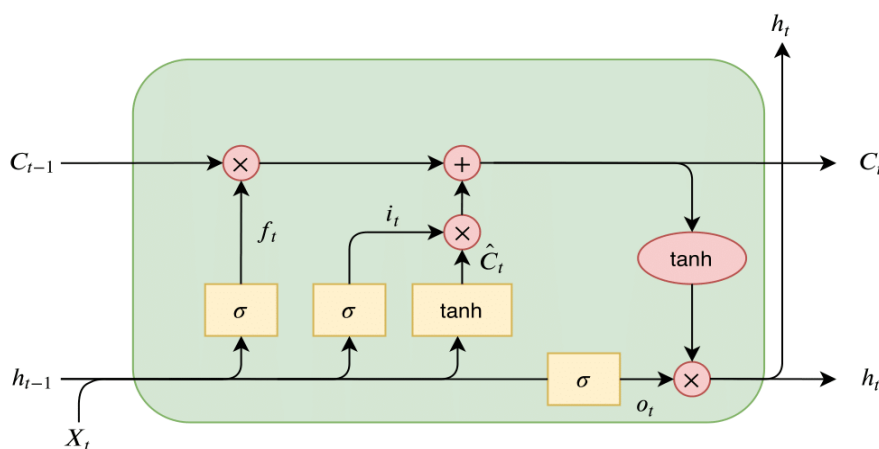 h_t
C_{t-1} × + C_t
f_t i_t × Ĉ_t tanh
σ σ tanh
h_{t-1} σ o_t × h_t
X_t